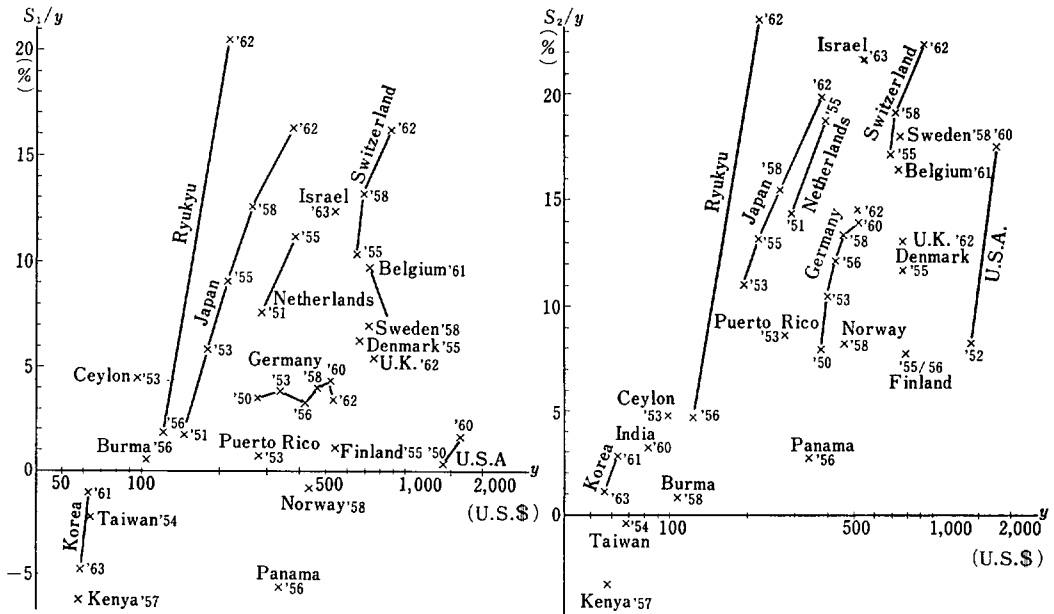 S₁/y
(%)
20
15
10
5
0
−5
50
100
500
1,000
2,000
y
(U.S.$)
Ryukyu
'62
'56
Japan
'62
'58
'55
'53
'51
Netherlands
'55
'51
Switzerland
'62
'58
'55
Israel
'63
Belgium'61
Sweden'58
Denmark'55
U.K. '62
Germany
'50
'53
'56
'58
'60
'62
Ceylon
'53
Burma'56
Puerto Rico
'53
Finland'55
'50
'60
U.S.A
Norway'58
Korea
'61
'63
Taiwan'54
Kenya'57
Panama
'56
S₂/y
(%)
20
15
10
5
0
100
500
1,000
2,000
y
(U.S.$)
Ryukyu
'62
'56
Japan
'62
'58
'55
'53
Netherlands
'55
'51
Israel
'63
Switzerland
'62
'58
'55
Sweden'58
Belgium'61
'60
U.S.A.
'52
Germany
'62
'60
'58
'56
'53
'50
U.K. '62
Denmark
'55
Puerto Rico
'53
Norway
'58
'55/'56
Finland
Ceylon
'53
India
'60
Korea
'61
'63
Burma
'58
Panama
'56
'54
Taiwan
Kenya'57